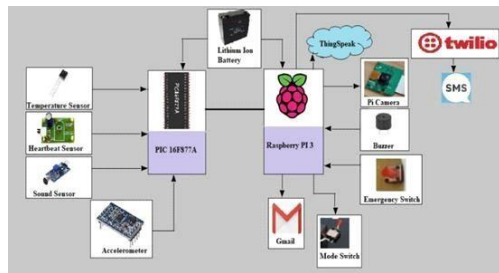 Lithium Ion
Battery
ThingSpeak
twilio
SMS
Temperature Sensor
PIC16F877A
Pi Camera
Heartbeat Sensor
PIC 16F877A
Raspberry PI 3
Buzzer
Sound Sensor
Emergency Switch
Accelerometer
Gmail
Mode Switch